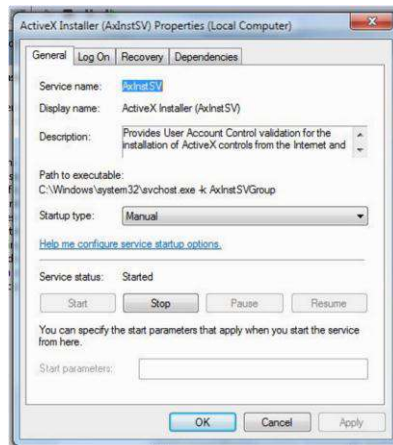 ActiveX Installer (AxInstSV) Properties (Local Computer)
General Log On Recovery Dependencies
Service name: AxInstSV
Display name: ActiveX Installer (AxInstSV)
Description: Provides User Account Control validation for the
installation of ActiveX controls from the Internet and
Path to executable:
C:\Windows\system32\svchost.exe -k AxInstSVGroup
Startup type: Manual
Help me configure service startup options.
Service status: Started
Start Stop Pause Resume
You can specify the start parameters that apply when you start the service
from here.
Start parameters:
OK Cancel Apply